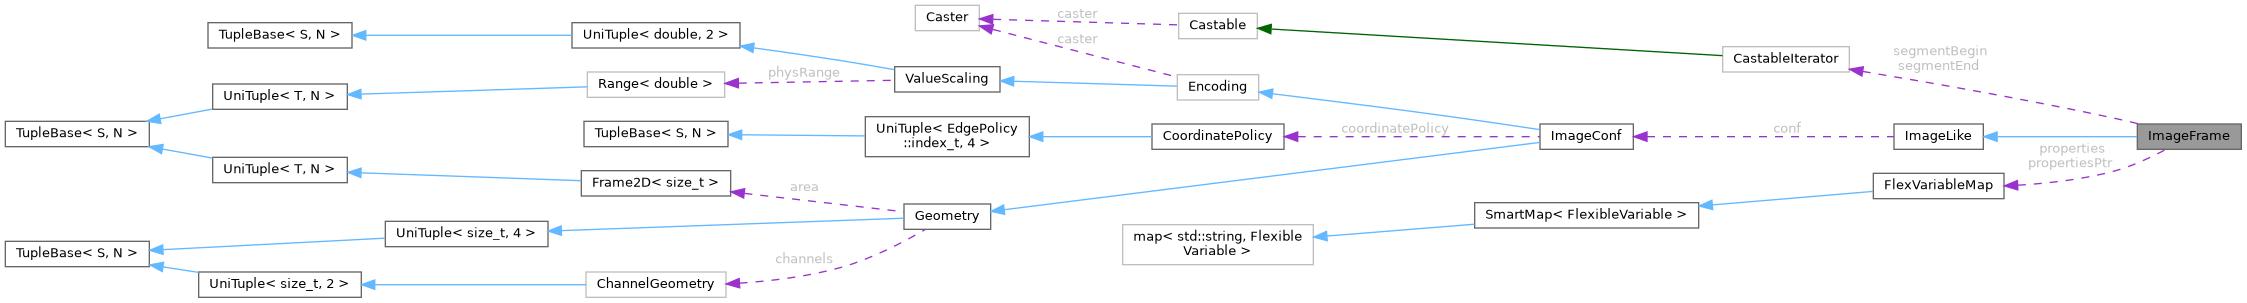 Caster
caster
Castable
TupleBase< S, N >
UniTuple< double, 2 >
caster
segmentBegin
segmentEnd
CastableIterator
physRange
ValueScaling
Range< double >
Encoding
UniTuple< T, N >
TupleBase< S, N >
TupleBase< S, N >
UniTuple< EdgePolicy
::index_t, 4 >
CoordinatePolicy
coordinatePolicy
ImageConf
conf
ImageLike
ImageFrame
properties
propertiesPtr
UniTuple< T, N >
Frame2D< size_t >
area
FlexVariableMap
Geometry
SmartMap< FlexibleVariable >
UniTuple< size_t, 4 >
map< std::string, Flexible
Variable >
TupleBase< S, N >
channels
UniTuple< size_t, 2 >
ChannelGeometry